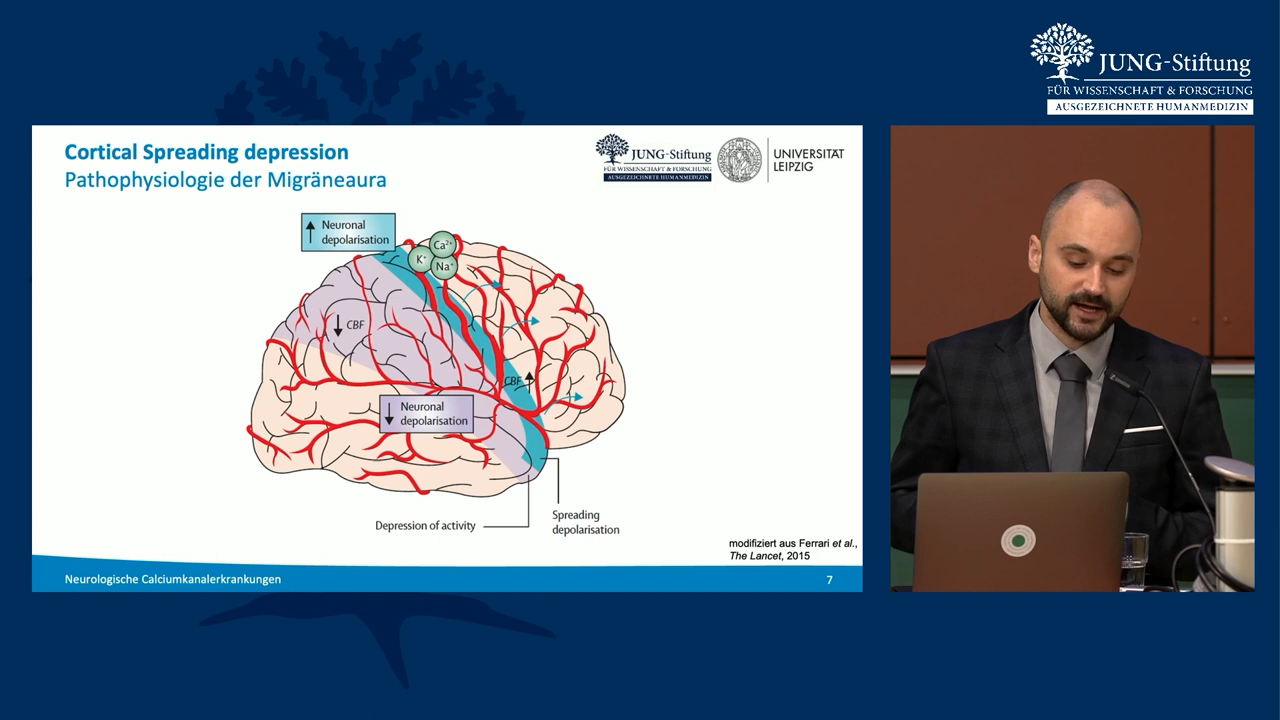 JUNG-Stiftung
FÜR WISSENSCHAFT & FORSCHUNG
AUSGEZEICHNETE HUMANMEDIZIN
Cortical Spreading depression
Pathophysiologie der Migräneaura
JUNG-Stiftung
FÜR WISSENSCHAFT & FORSCHUNG
AUSGEZEICHNETE HUMANMEDIZIN
UNIVERSITÄT
LEIPZIG
↑ Neuronal
depolarisation
Ca²⁺
K⁺
Na⁺
↓ CBF
CBF ↑
↓ Neuronal
depolarisation
Depression of activity
Spreading
depolarisation
modifiziert aus Ferrari et al.,
The Lancet, 2015
Neurologische Calciumkanalerkrankungen
7